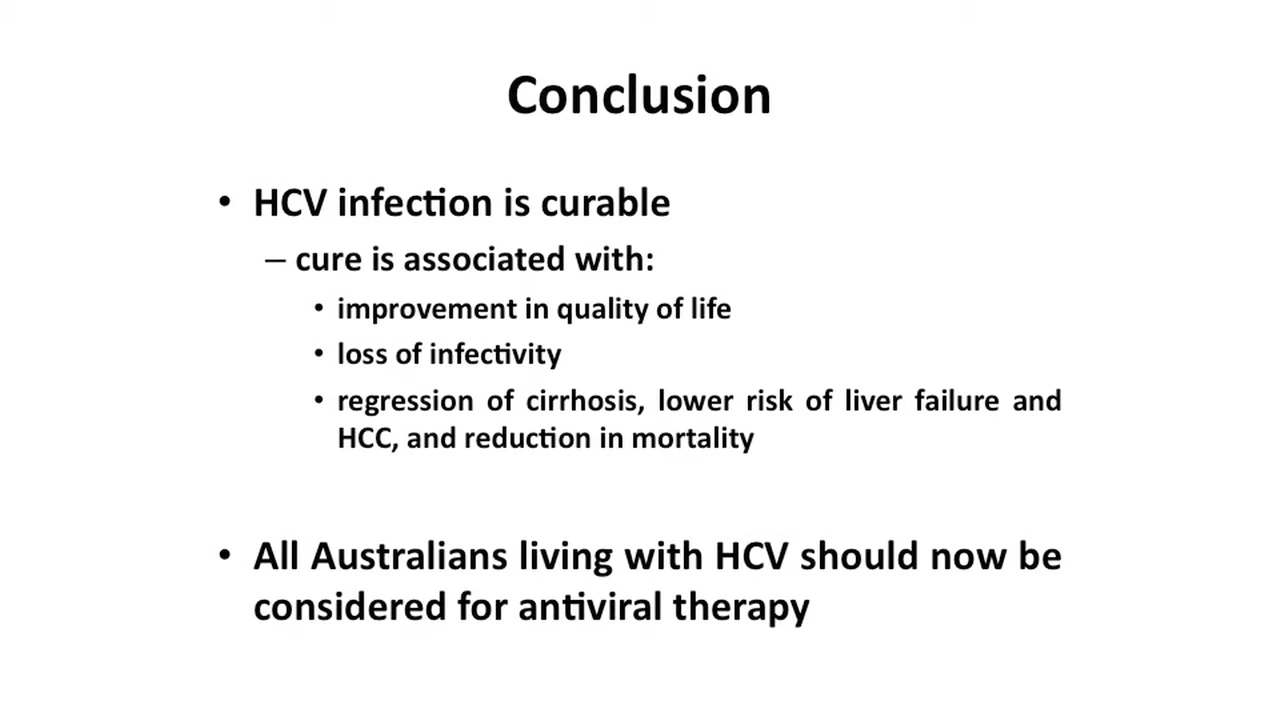 Conclusion
• HCV infection is curable
– cure is associated with:
• improvement in quality of life
• loss of infectivity
• regression of cirrhosis, lower risk of liver failure and
HCC, and reduction in mortality
• All Australians living with HCV should now be
considered for antiviral therapy